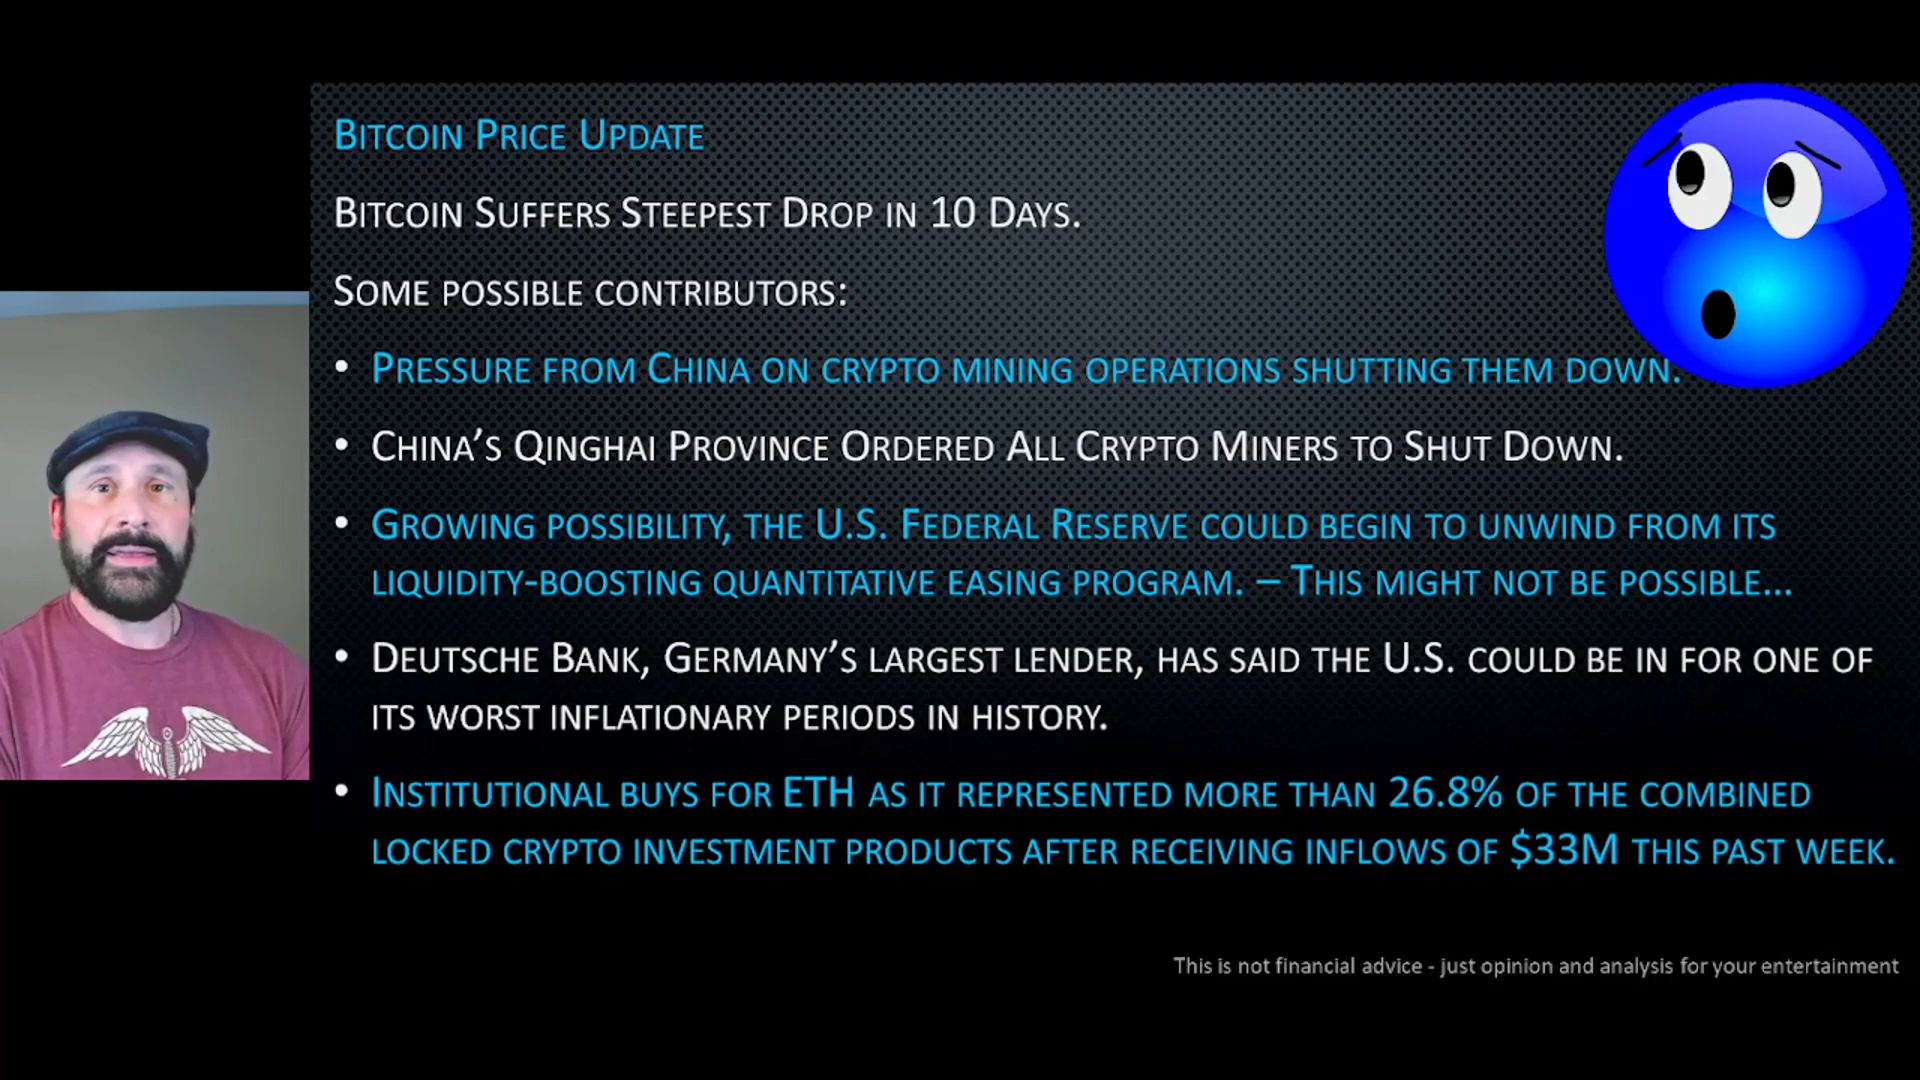 Bitcoin Price Update
Bitcoin Suffers Steepest Drop in 10 Days.
Some possible contributors:
• Pressure from China on crypto mining operations shutting them down.
• China’s Qinghai Province Ordered All Crypto Miners to Shut Down.
• Growing possibility, the U.S. Federal Reserve could begin to unwind from its
liquidity-boosting quantitative easing program. – This might not be possible...
• Deutsche Bank, Germany’s largest lender, has said the U.S. could be in for one of
its worst inflationary periods in history.
• Institutional buys for ETH as it represented more than 26.8% of the combined
locked crypto investment products after receiving inflows of $33M this past week.
This is not financial advice - just opinion and analysis for your entertainment